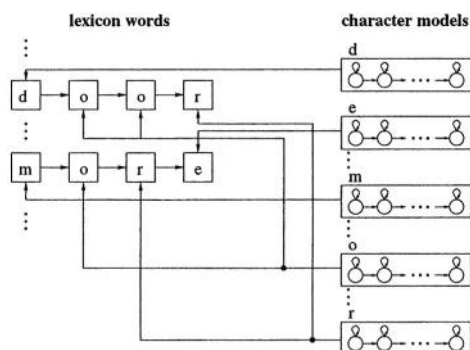 lexicon words
character models
d
d o o r
e
m o r e
m
o
r